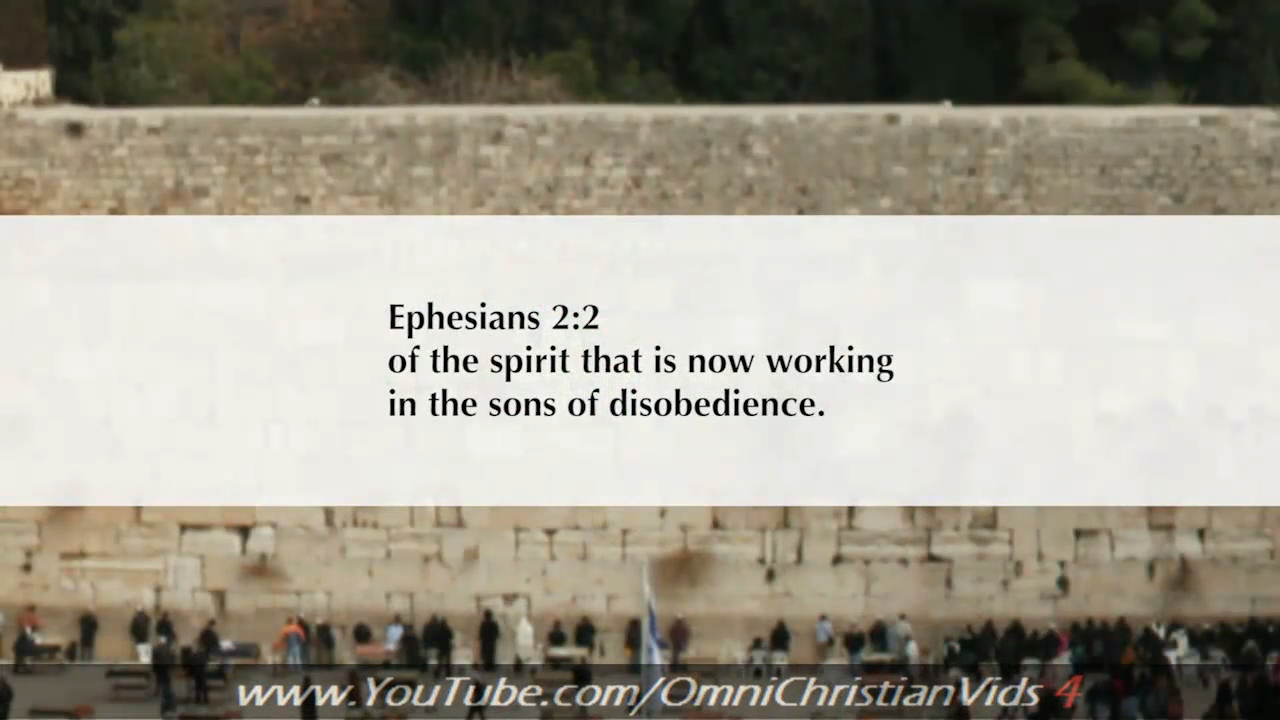 Ephesians 2:2
of the spirit that is now working
in the sons of disobedience.
www.YouTube.com/OmniChristianVids 4